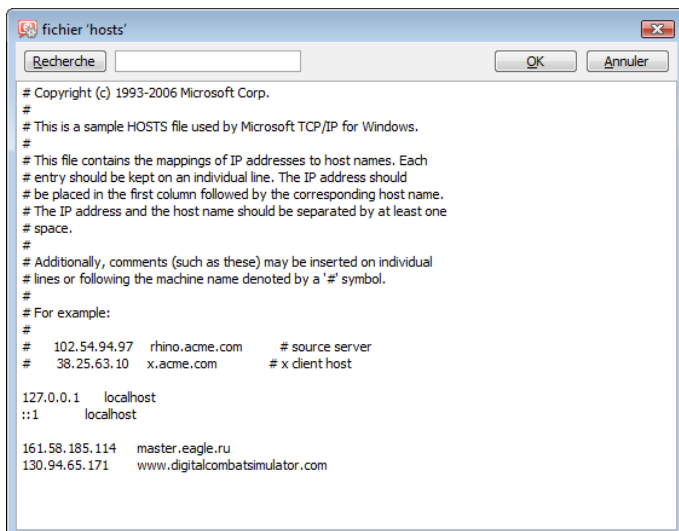 fichier 'hosts'
Recherche OK Annuler
# Copyright (c) 1993-2006 Microsoft Corp.
#
# This is a sample HOSTS file used by Microsoft TCP/IP for Windows.
#
# This file contains the mappings of IP addresses to host names. Each
# entry should be kept on an individual line. The IP address should
# be placed in the first column followed by the corresponding host name.
# The IP address and the host name should be separated by at least one
# space.
#
# Additionally, comments (such as these) may be inserted on individual
# lines or following the machine name denoted by a '#' symbol.
#
# For example:
#
# 102.54.94.97 rhino.acme.com # source server
# 38.25.63.10 x.acme.com # x client host
127.0.0.1 localhost
::1 localhost
161.58.185.114 master.eagle.ru
130.94.65.171 www.digitalcombatsimulator.com